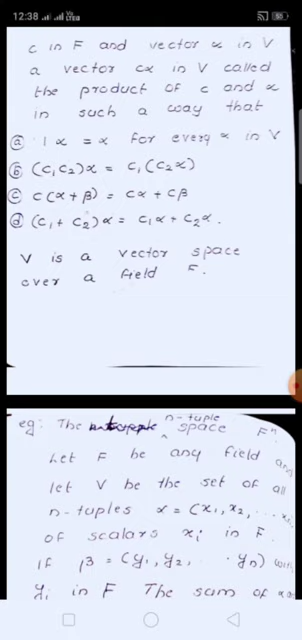 12:38
c in F and vector α in V
a vector cα in V called
the product of c and α
in such a way that
ⓐ 1α = α for every α in V
ⓑ (C₁C₂)α = C₁(C₂α)
ⓒ C(α+β) = Cα + Cβ
ⓓ (C₁+C₂)α = C₁α + C₂α.
V is a vector space
over a field F.
eg: The n-tuple space Fⁿ.
Let F be any field and
let V be the set of all
n-tuples α = (x₁, x₂, ...
of scalars xᵢ in F.
If β = (y₁, y₂, .. yₙ) with
yᵢ in F The sum of α